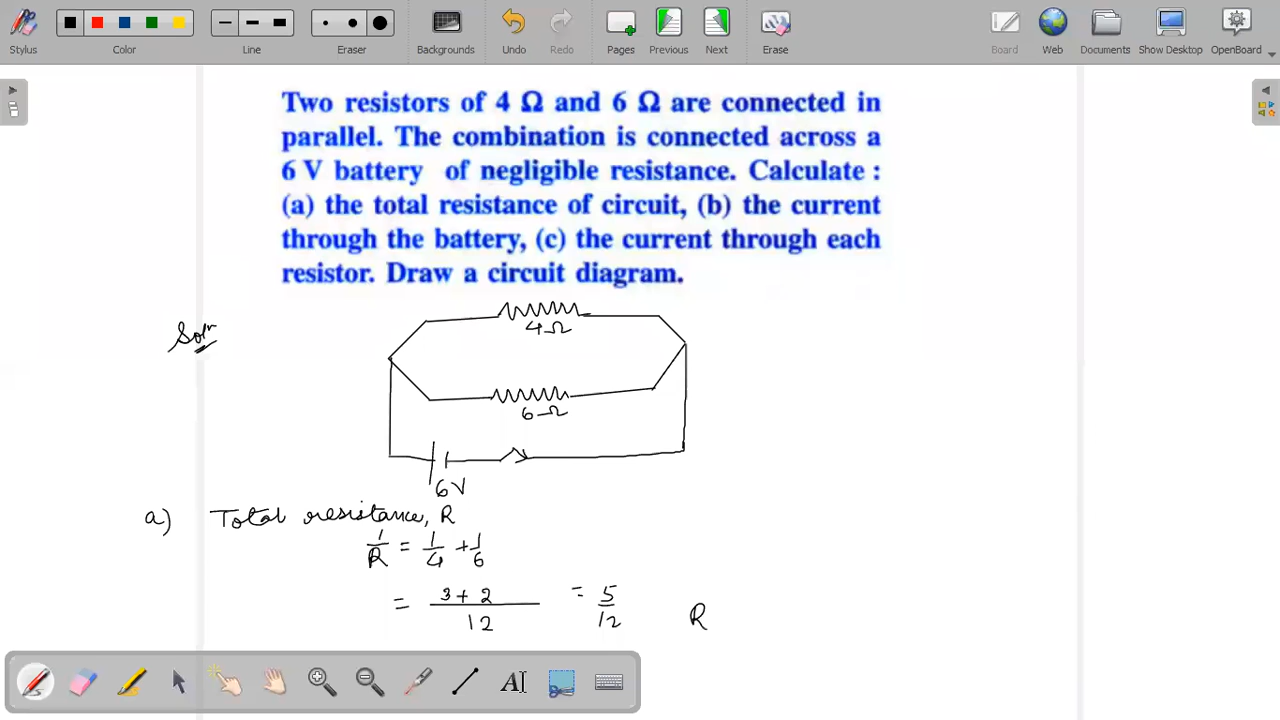 Stylus
Color
Line
Eraser
Backgrounds
Undo
Redo
Pages
Previous
Next
Erase
Board
Web
Documents
Show Desktop
OpenBoard
Two resistors of 4 Ω and 6 Ω are connected in
parallel. The combination is connected across a
6 V battery of negligible resistance. Calculate :
(a) the total resistance of circuit, (b) the current
through the battery, (c) the current through each
resistor. Draw a circuit diagram.
Solⁿ
4Ω
6Ω
6V
a) Total resistance, R
1/R = 1/4 + 1/6
= (3+2)/12 = 5/12 R
A